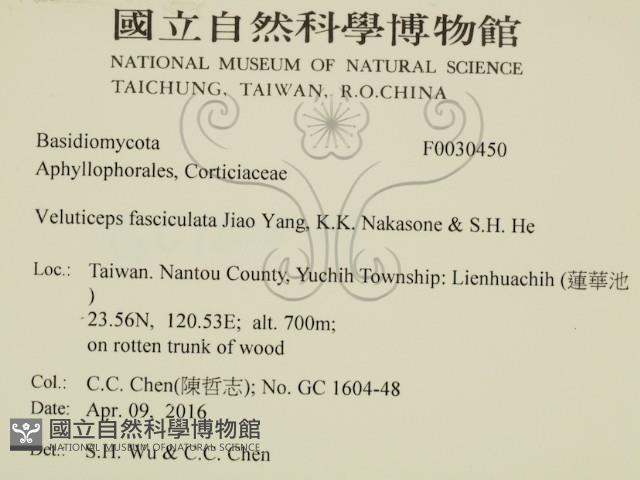 國立自然科學博物館
NATIONAL MUSEUM OF NATURAL SCIENCE
TAICHUNG, TAIWAN, R.O.CHINA
Basidiomycota F0030450
Aphyllophorales, Corticiaceae
Veluticeps fasciculata Jiao Yang, K.K. Nakasone & S.H. He
Loc.: Taiwan. Nantou County, Yuchih Township: Lienhuachih (蓮華池
)
23.56N, 120.53E; alt. 700m;
on rotten trunk of wood
Col.: C.C. Chen(陳哲志); No. GC 1604-48
Date: Apr. 09, 2016
國立自然科學博物館
NATIONAL MUSEUM OF NATURAL SCIENCE
Det.: S.H. Wu & C.C. Chen